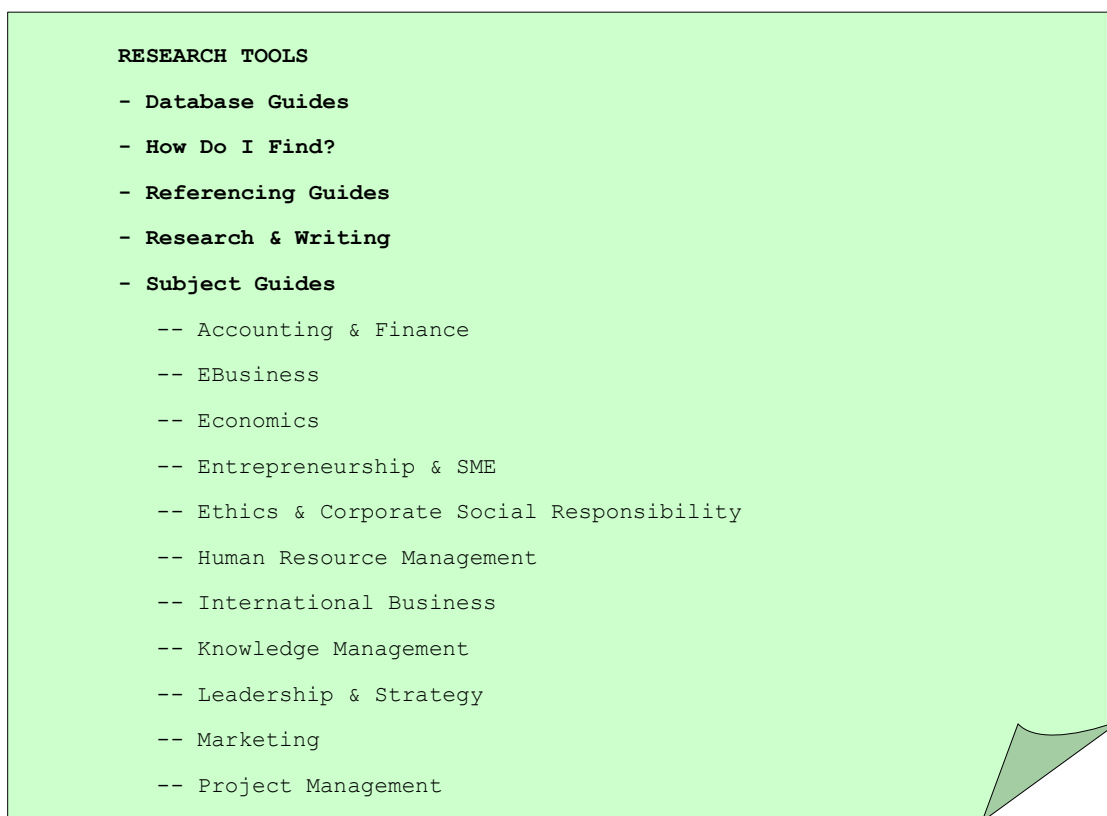 RESEARCH TOOLS
- Database Guides
- How Do I Find?
- Referencing Guides
- Research & Writing
- Subject Guides
-- Accounting & Finance
-- EBusiness
-- Economics
-- Entrepreneurship & SME
-- Ethics & Corporate Social Responsibility
-- Human Resource Management
-- International Business
-- Knowledge Management
-- Leadership & Strategy
-- Marketing
-- Project Management